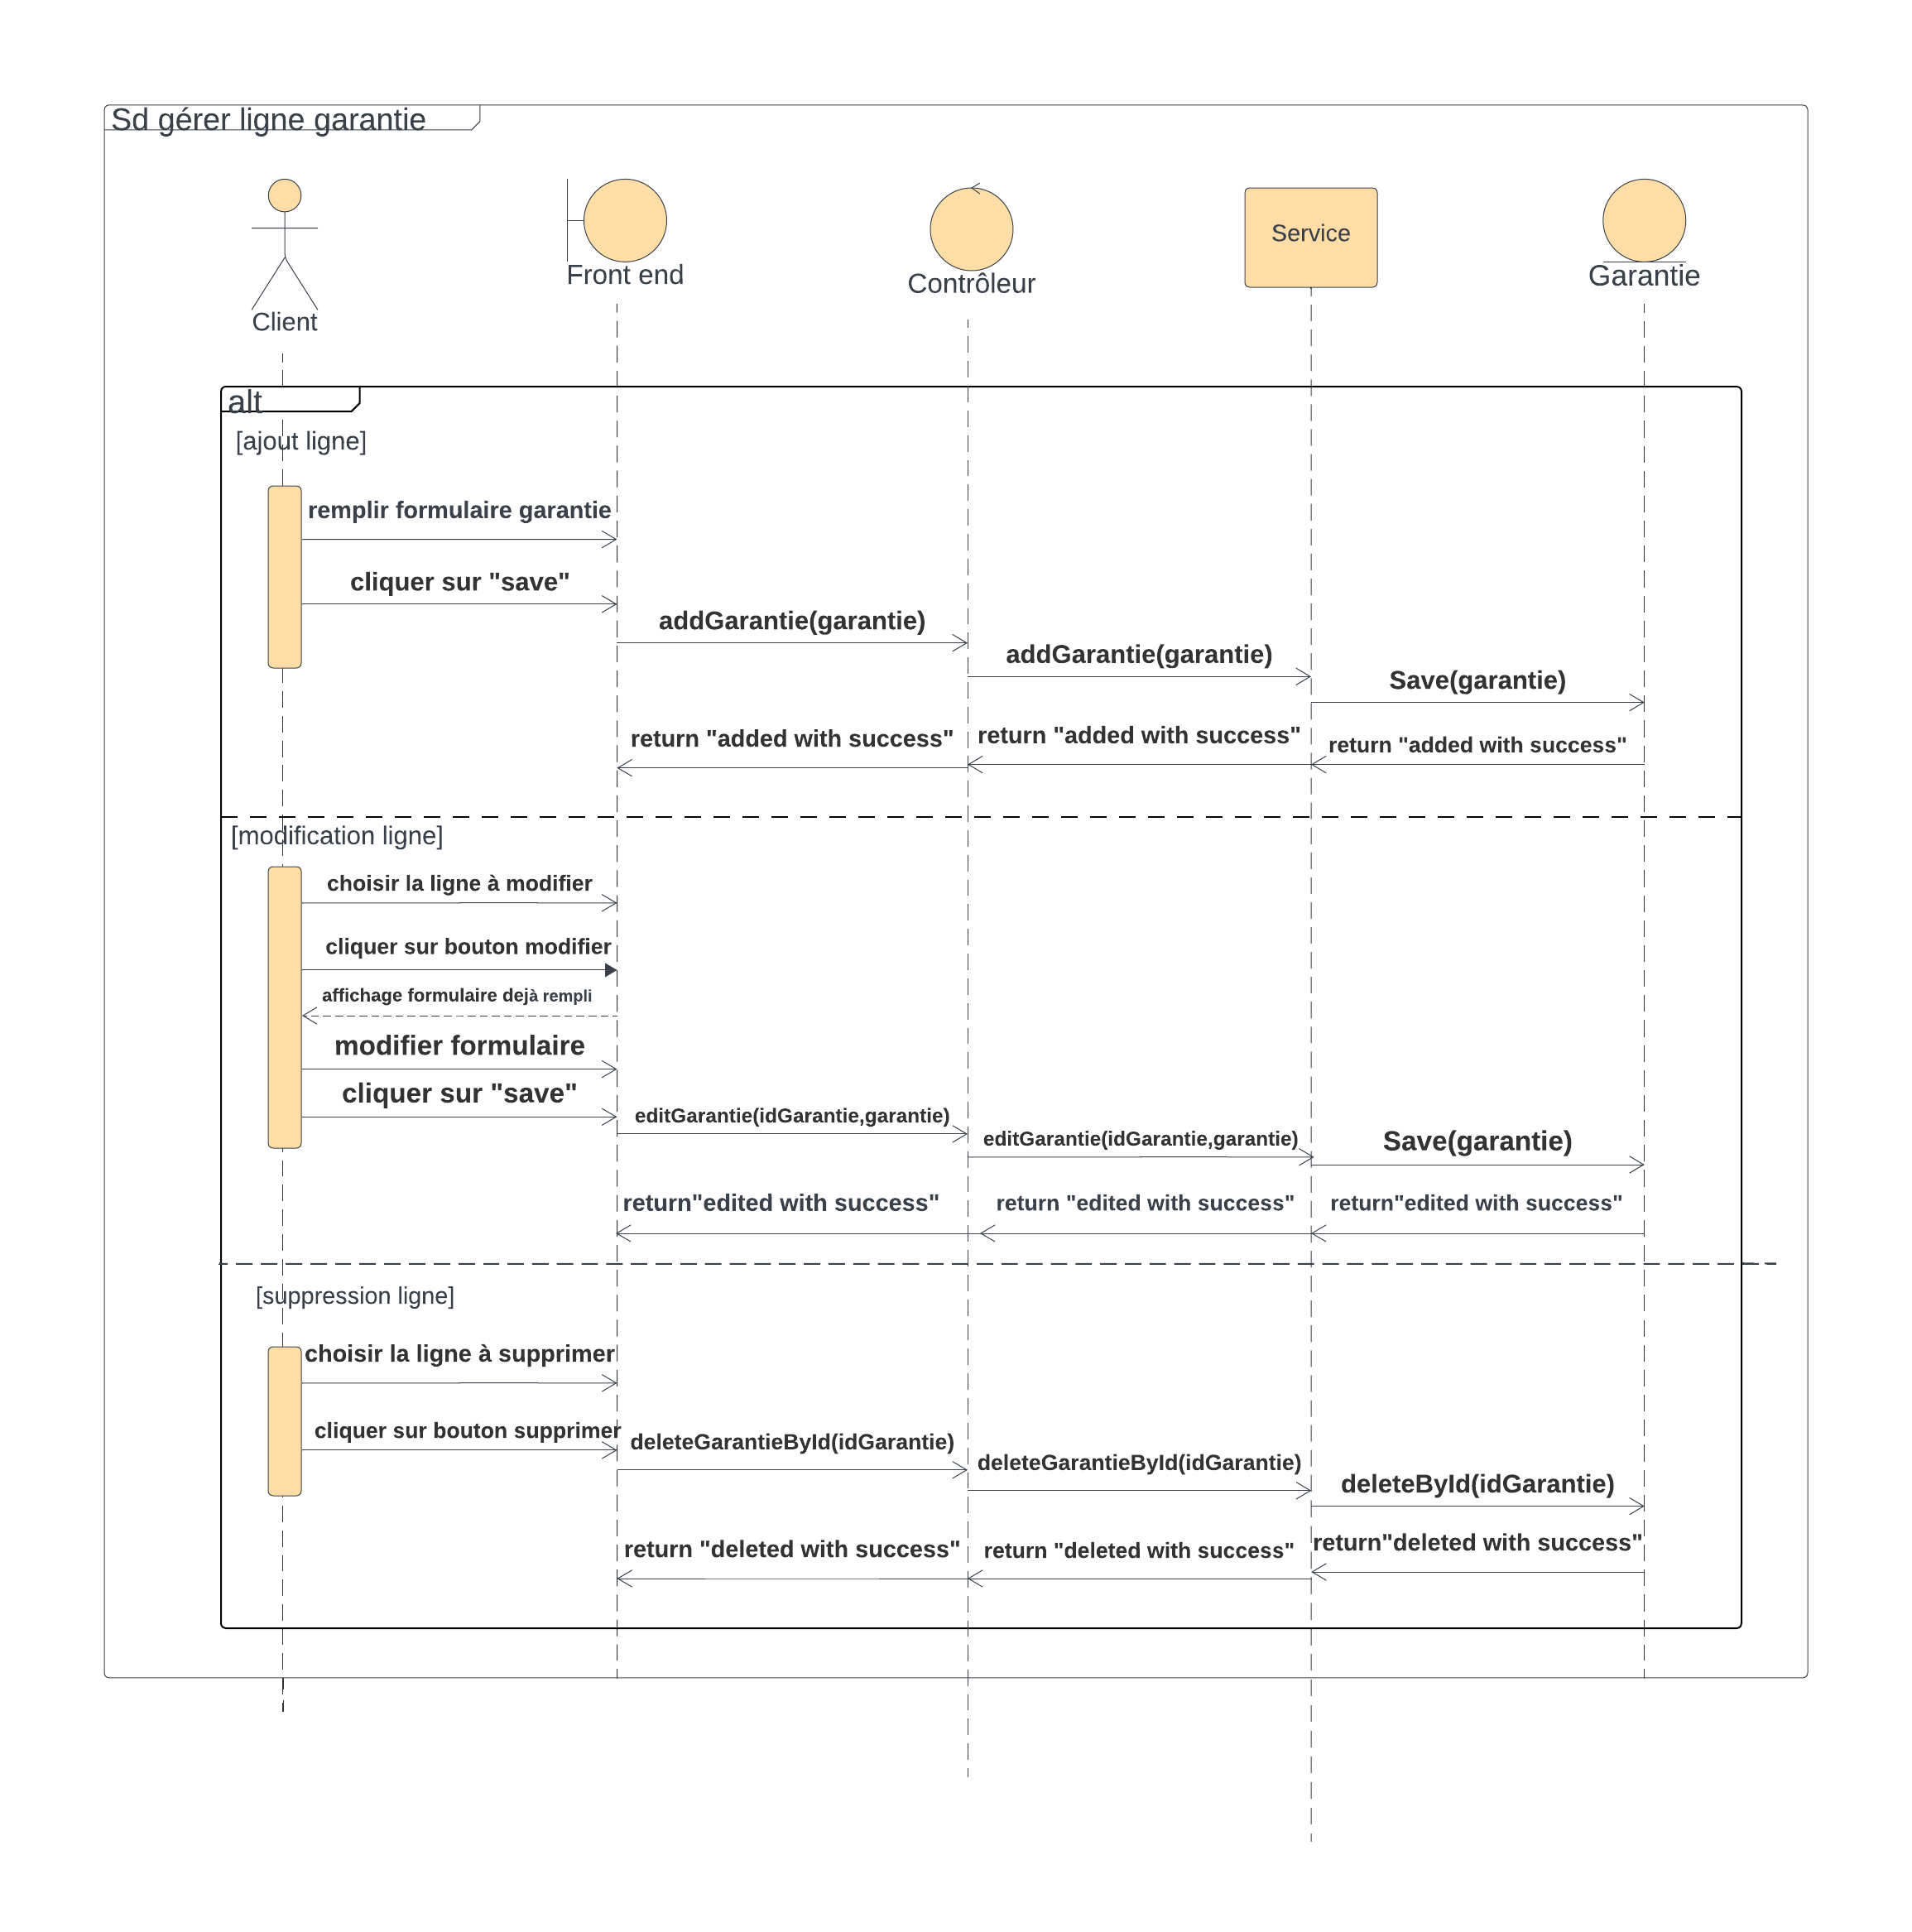 Sd gérer ligne garantie
Client
Front end
Contrôleur
Service
Garantie
alt
[ajout ligne]
remplir formulaire garantie
cliquer sur "save"
addGarantie(garantie)
addGarantie(garantie)
Save(garantie)
return "added with success"
return "added with success"
return "added with success"
[modification ligne]
choisir la ligne à modifier
cliquer sur bouton modifier
affichage formulaire dejà rempli
modifier formulaire
cliquer sur "save"
editGarantie(idGarantie,garantie)
editGarantie(idGarantie,garantie)
Save(garantie)
return"edited with success"
return "edited with success"
return"edited with success"
[suppression ligne]
choisir la ligne à supprimer
cliquer sur bouton supprimer
deleteGarantieById(idGarantie)
deleteGarantieById(idGarantie)
deleteById(idGarantie)
return "deleted with success"
return "deleted with success"
return"deleted with success"